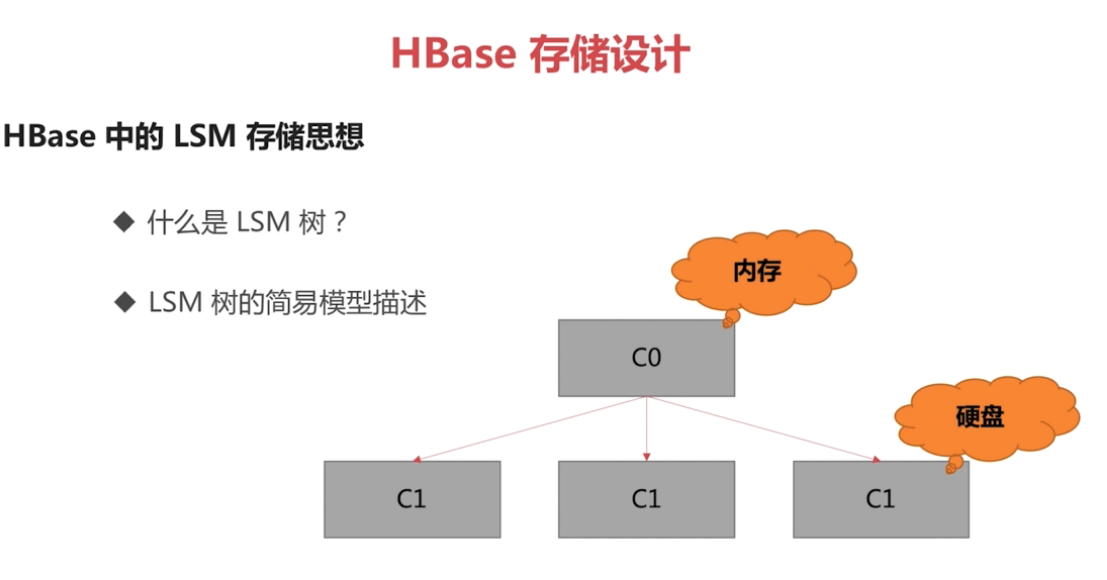 HBase 存储设计
HBase 中的 LSM 存储思想
◆ 什么是 LSM 树？
◆ LSM 树的简易模型描述
内存
C0
硬盘
C1 C1 C1